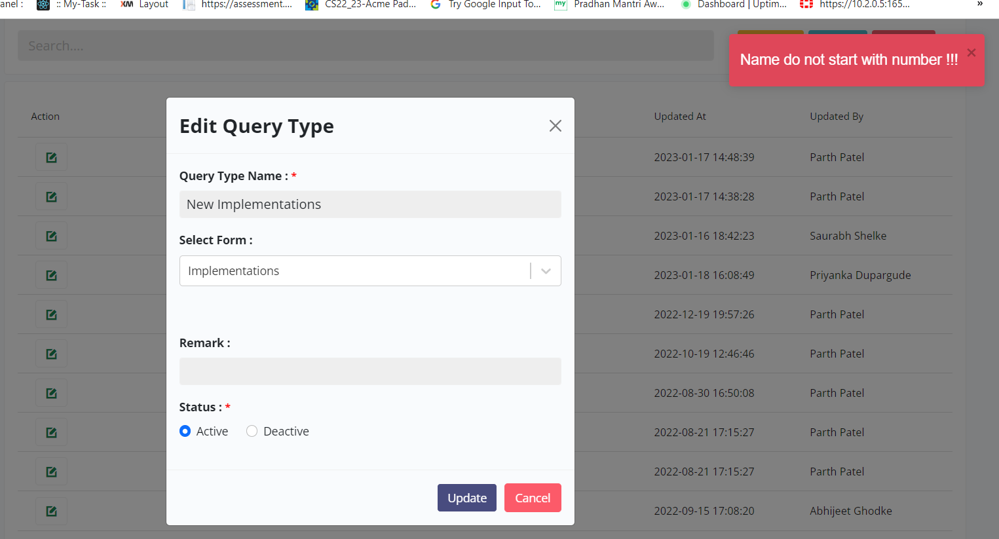 anel : :: My-Task :: XM Layout https://assessment.... CS22_23-Acme Pad... Try Google Input To... my Pradhan Mantri Aw... Dashboard | Uptim... https://10.2.0.5:165... »
Search....
Name do not start with number !!! ×
Action Updated At Updated By
Edit Query Type
Query Type Name : *
New Implementations
Select Form :
Implementations
Remark :
Status : *
Active Deactive
Update Cancel
2023-01-17 14:48:39 Parth Patel
2023-01-17 14:38:28 Parth Patel
2023-01-16 18:42:23 Saurabh Shelke
2023-01-18 16:08:49 Priyanka Dupargude
2022-12-19 19:57:26 Parth Patel
2022-10-19 12:46:46 Parth Patel
2022-08-30 16:50:08 Parth Patel
2022-08-21 17:15:27 Parth Patel
2022-08-21 17:15:27 Parth Patel
2022-09-15 17:08:20 Abhijeet Ghodke